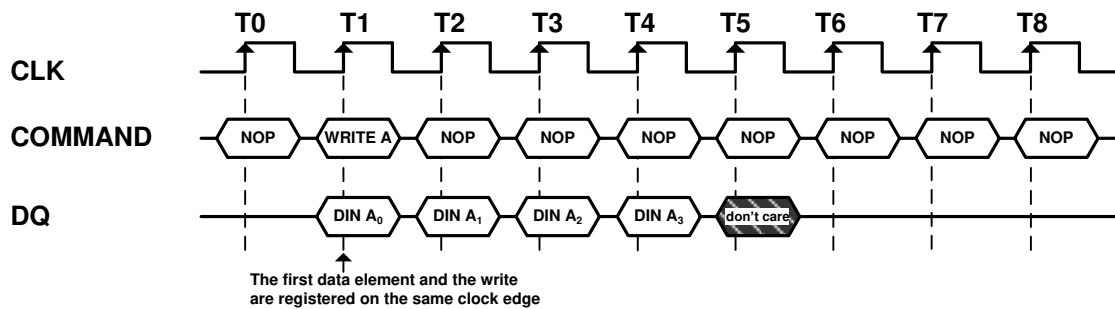 T0 T1 T2 T3 T4 T5 T6 T7 T8
CLK
COMMAND NOP WRITE A NOP NOP NOP NOP NOP NOP NOP
DQ DIN A₀ DIN A₁ DIN A₂ DIN A₃ don't care
The first data element and the write
are registered on the same clock edge